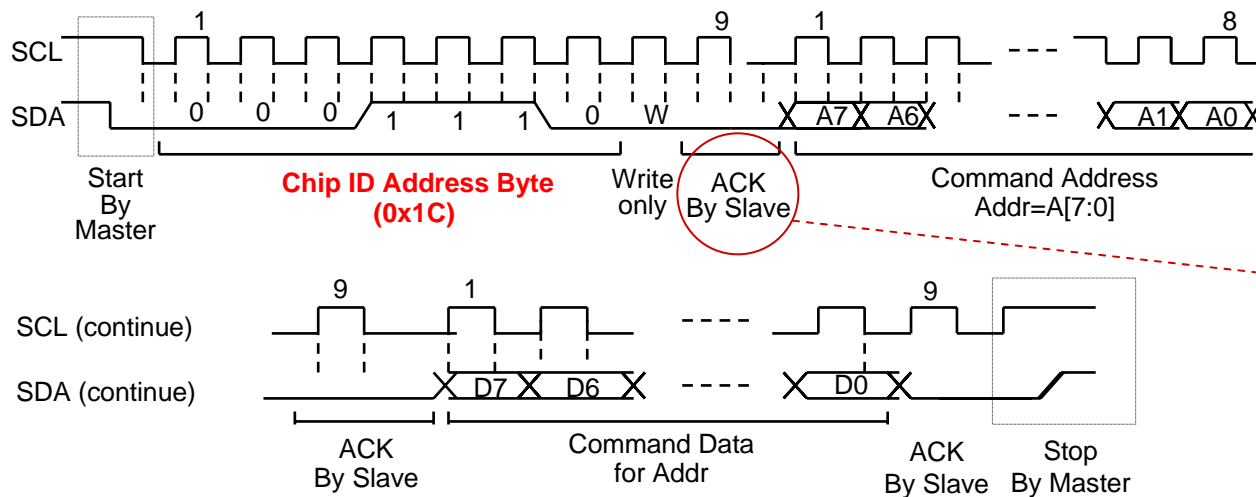 1 9 1 8
SCL
SDA 0 0 0 1 1 1 0 W A7 A6 A1 A0
Start
By
Master
Chip ID Address Byte
(0x1C)
Write
only
ACK
By Slave
Command Address
Addr=A[7:0]
9 1 9
SCL (continue)
SDA (continue) D7 D6 D0
ACK
By Slave
Command Data
for Addr
ACK
By Slave
Stop
By Master